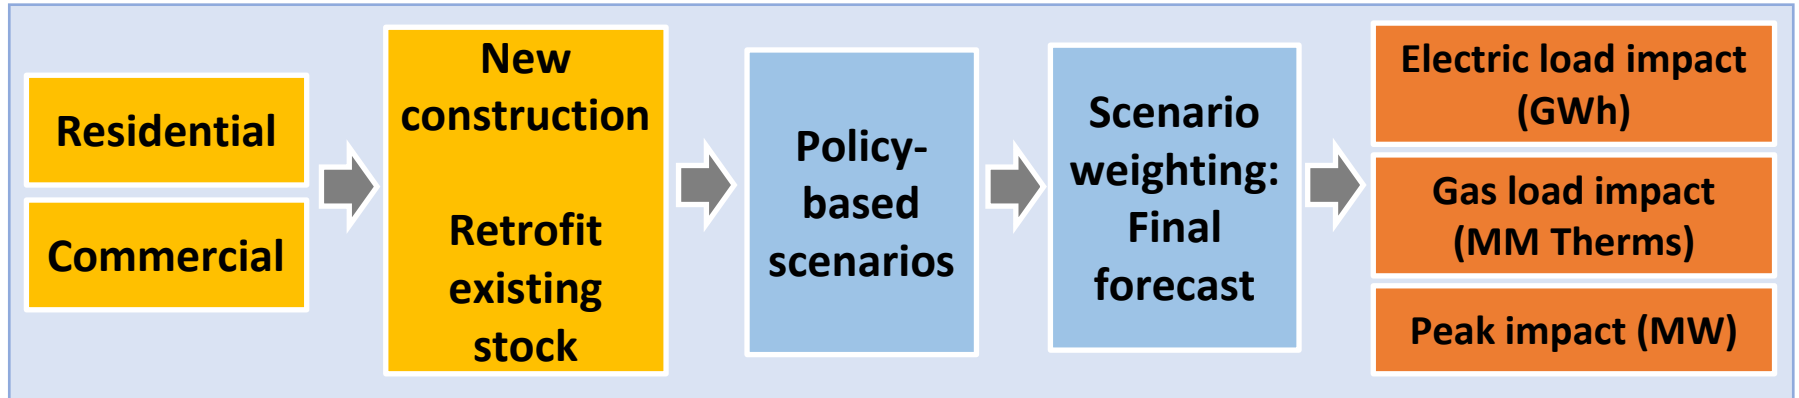 Residential
Commercial
New
construction
Retrofit
existing
stock
Policy-
based
scenarios
Scenario
weighting:
Final
forecast
Electric load impact
(GWh)
Gas load impact
(MM Therms)
Peak impact (MW)